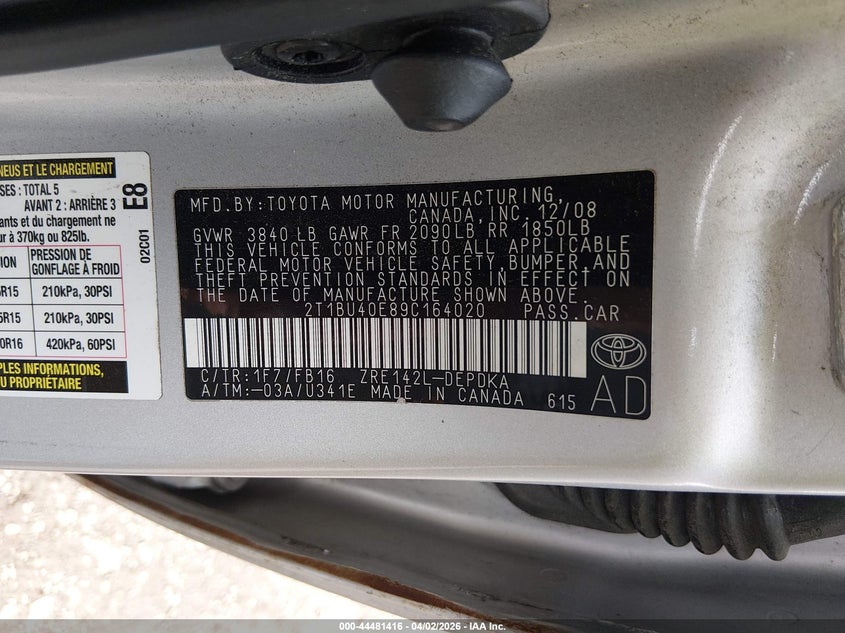 NEUS ET LE CHARGEMENT
SES : TOTAL 5
AVANT 2 : ARRIÈRE 3
ants et du chargement ne
ur à 370kg ou 825lb.
E8
02C01
ION
PRESSION DE
GONFLAGE À FROID
R15
210kPa, 30PSI
R15
210kPa, 30PSI
0R16
420kPa, 60PSI
PLES INFORMATIONS,
DU PROPRIÉTAIRE
MFD.BY:TOYOTA MOTOR MANUFACTURING,
CANADA, INC. 12/08
GVWR 3840 LB GAWR FR 2090LB RR 1850LB
THIS VEHICLE CONFORMS TO ALL APPLICABLE
FEDERAL MOTOR VEHICLE SAFETY,BUMPER,AND
THEFT PREVENTION STANDARDS IN EFFECT ON
THE DATE OF MANUFACTURE SHOWN ABOVE.
2T1BU40E89C164020 PASS.CAR
C/TR:1F7/FB16 ZRE142L-DEPDKA
A/TM:-03A/U341E MADE IN CANADA 615
AD
000-44481416 - 04/02/2026 - IAA Inc.